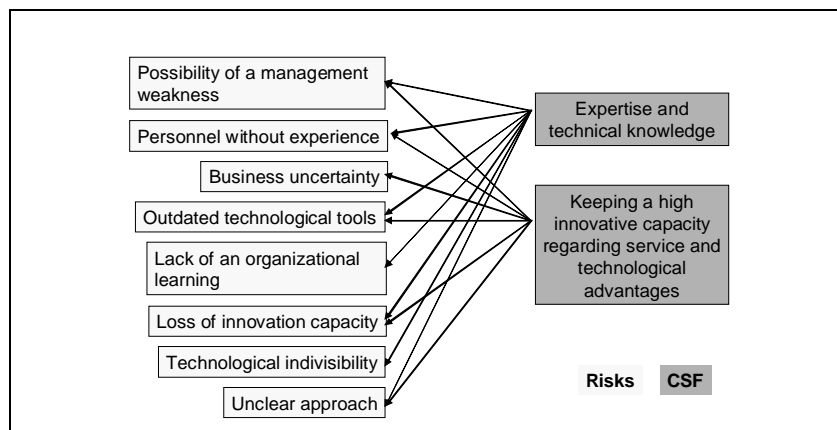 Possibility of a management
weakness
Personnel without experience
Business uncertainty
Outdated technological tools
Lack of an organizational
learning
Loss of innovation capacity
Technological indivisibility
Unclear approach
Expertise and
technical knowledge
Keeping a high
innovative capacity
regarding service and
technological
advantages
Risks
CSF